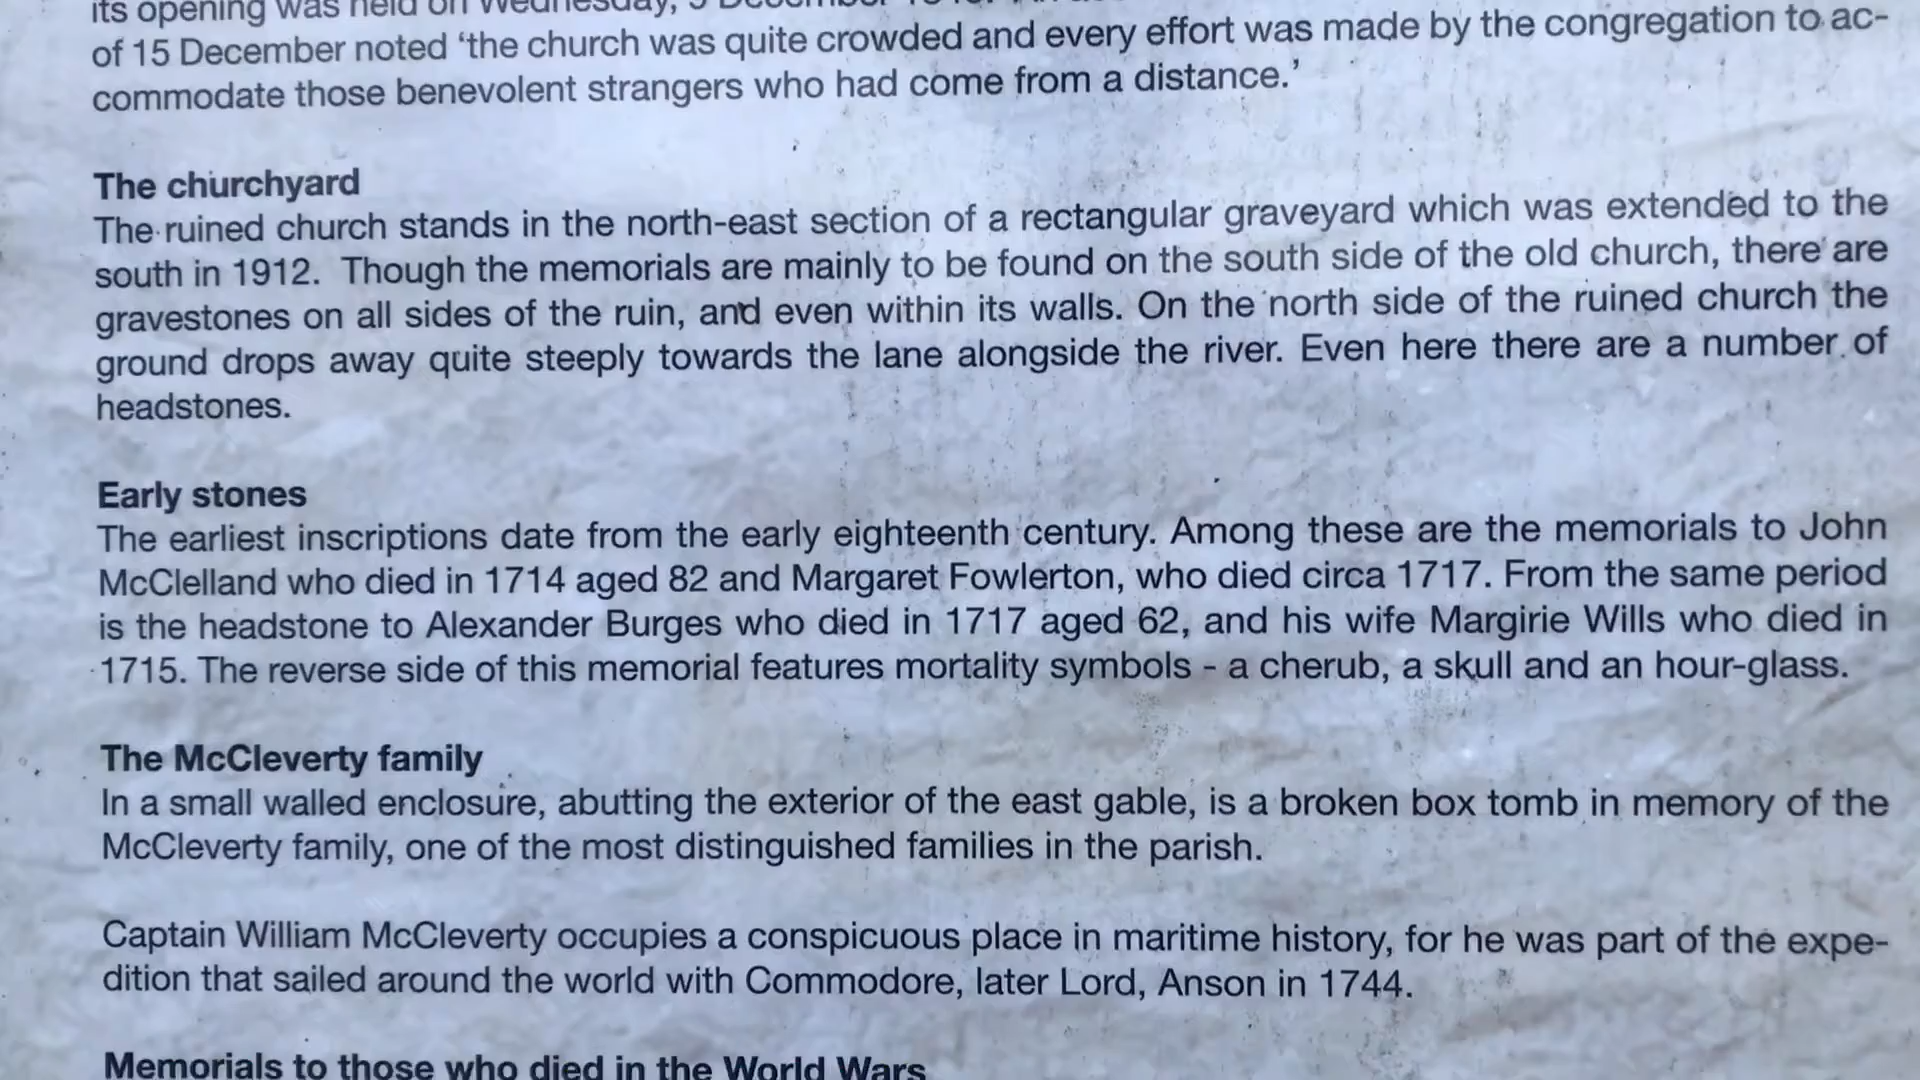 its opening was held on Wednesday,
of 15 December noted ‘the church was quite crowded and every effort was made by the congregation to ac-
commodate those benevolent strangers who had come from a distance.’
The churchyard
The ruined church stands in the north-east section of a rectangular graveyard which was extended to the
south in 1912. Though the memorials are mainly to be found on the south side of the old church, there are
gravestones on all sides of the ruin, and even within its walls. On the north side of the ruined church the
ground drops away quite steeply towards the lane alongside the river. Even here there are a number of
headstones.
Early stones
The earliest inscriptions date from the early eighteenth century. Among these are the memorials to John
McClelland who died in 1714 aged 82 and Margaret Fowlerton, who died circa 1717. From the same period
is the headstone to Alexander Burges who died in 1717 aged 62, and his wife Margirie Wills who died in
1715. The reverse side of this memorial features mortality symbols - a cherub, a skull and an hour-glass.
The McCleverty family
In a small walled enclosure, abutting the exterior of the east gable, is a broken box tomb in memory of the
McCleverty family, one of the most distinguished families in the parish.
Captain William McCleverty occupies a conspicuous place in maritime history, for he was part of the expe-
dition that sailed around the world with Commodore, later Lord, Anson in 1744.
Memorials to those who died in the World Wars